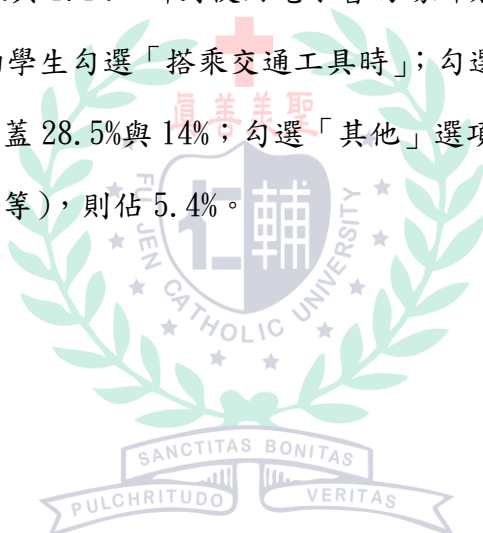 的學生勾選「搭乘交通工具時」；勾選
蓋 28.5%與 14%；勾選「其他」選項
等），則佔 5.4%。
眞善美聖
FU JEN CATHOLIC UNIVERSITY
仁輔
SANCTITAS BONITAS
PULCHRITUDO VERITAS